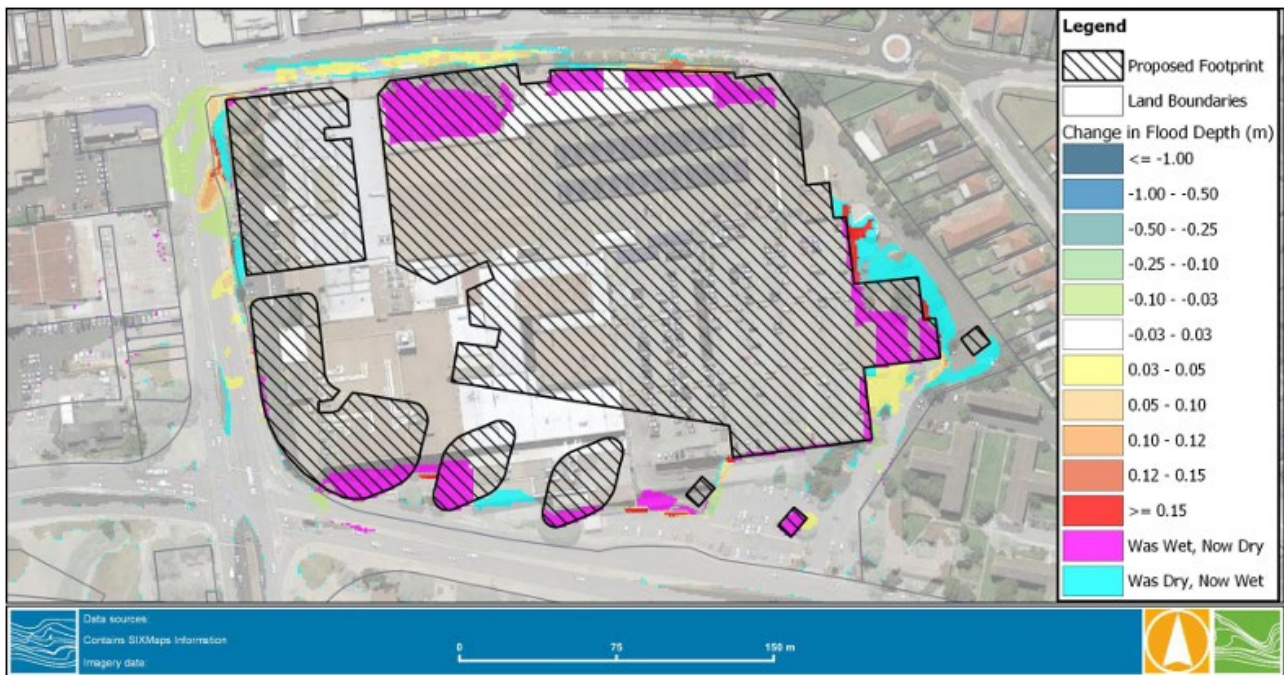 Legend
Proposed Footprint
Land Boundaries
Change in Flood Depth (m)
<= -1.00
-1.00 - -0.50
-0.50 - -0.25
-0.25 - -0.10
-0.10 - -0.03
-0.03 - 0.03
0.03 - 0.05
0.05 - 0.10
0.10 - 0.12
0.12 - 0.15
>= 0.15
Was Wet, Now Dry
Was Dry, Now Wet
Data sources:
Contains SIXMaps Information
Imagery date:
0 75 150 m